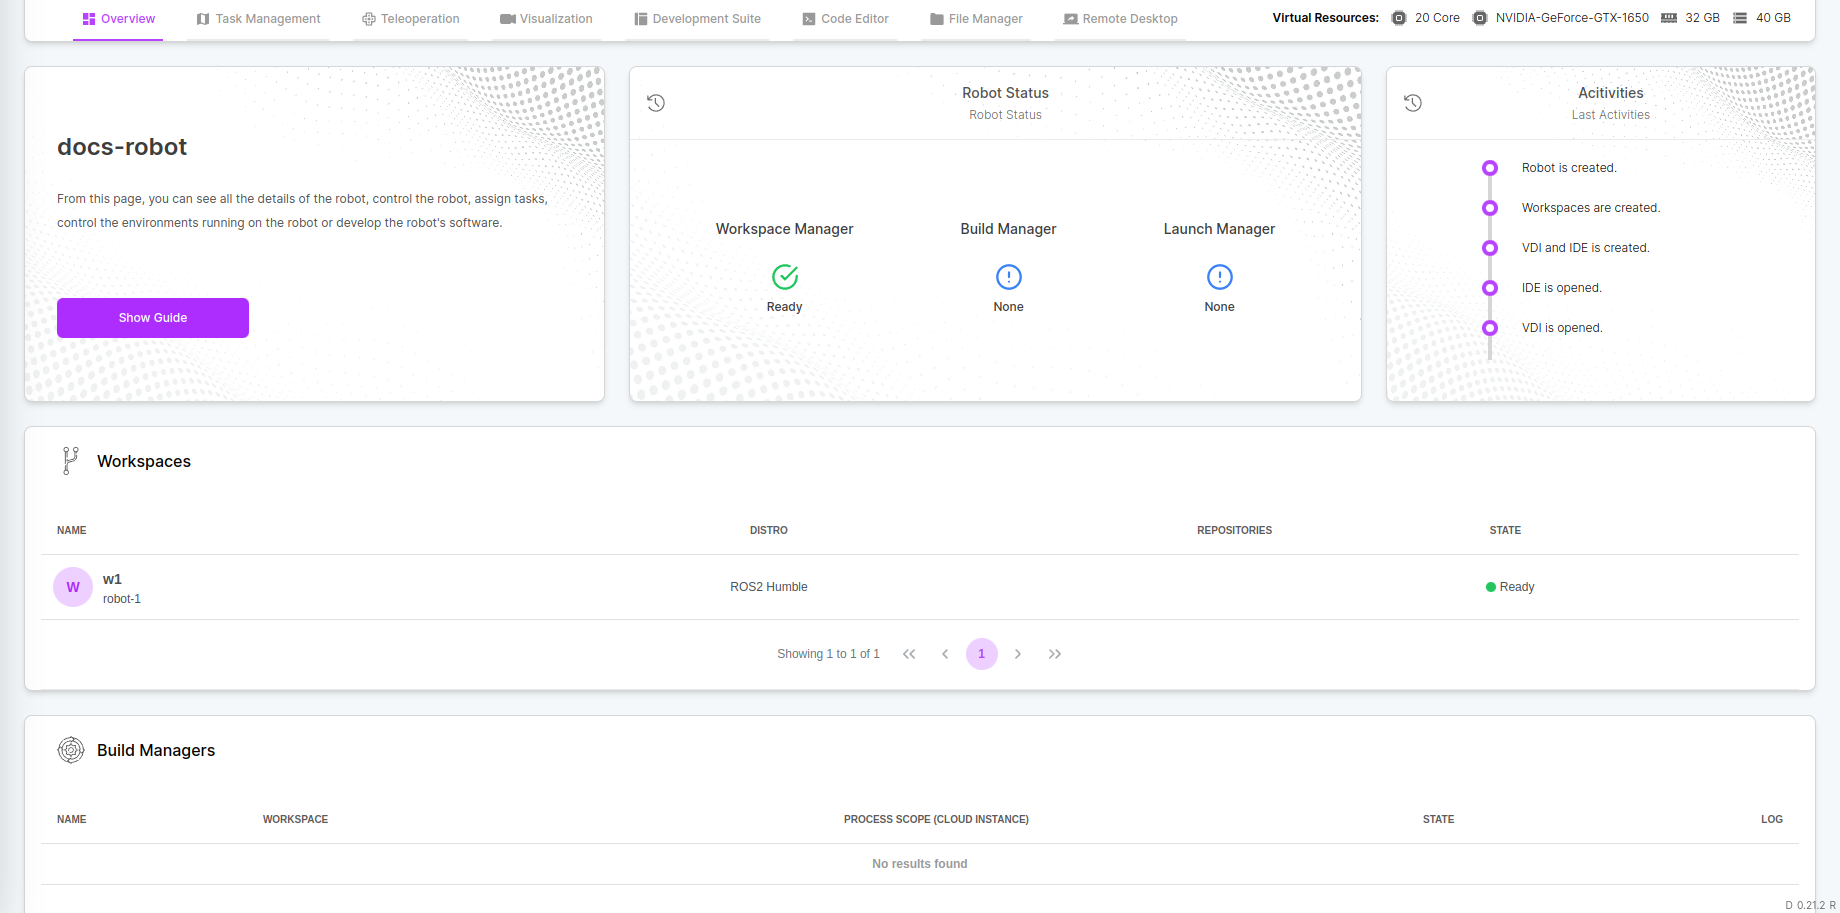 Overview Task Management Teleoperation Visualization Development Suite Code Editor File Manager Remote Desktop Virtual Resources: 20 Core NVIDIA-GeForce-GTX-1650 32 GB 40 GB
docs-robot
From this page, you can see all the details of the robot, control the robot, assign tasks,
control the environments running on the robot or develop the robot's software.
Show Guide
Robot Status
Robot Status
Workspace Manager Build Manager Launch Manager
Ready None None
Acitivities
Last Activities
Robot is created.
Workspaces are created.
VDI and IDE is created.
IDE is opened.
VDI is opened.
Workspaces
NAME DISTRO REPOSITORIES STATE
W w1 ROS2 Humble Ready
robot-1
Showing 1 to 1 of 1 1
Build Managers
NAME WORKSPACE PROCESS SCOPE (CLOUD INSTANCE) STATE LOG
No results found
D 0.21.2 R